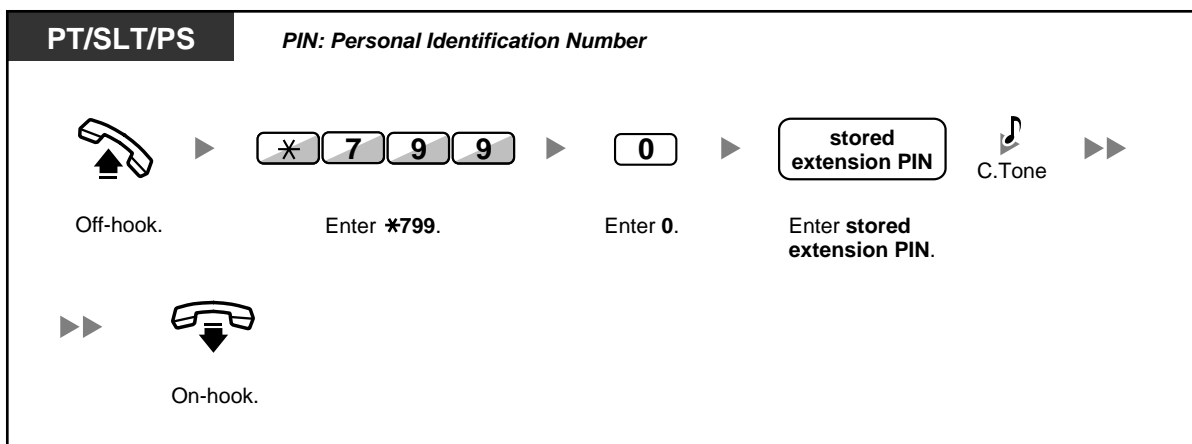 PT/SLT/PS PIN: Personal Identification Number
* 7 9 9 0 stored extension PIN C.Tone
Off-hook. Enter *799. Enter 0. Enter stored extension PIN.
On-hook.